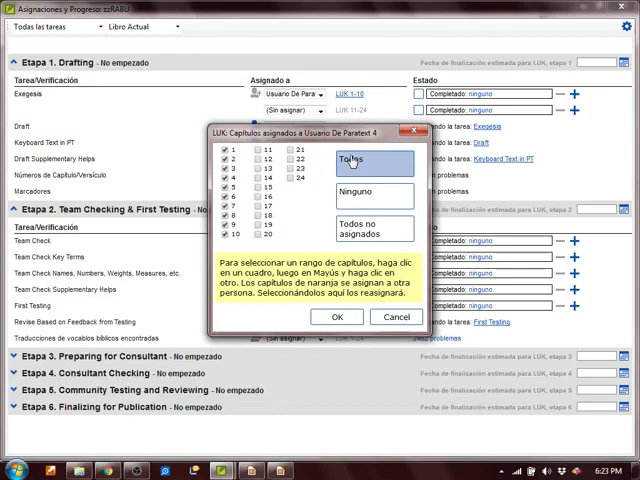 Asignaciones y Progreso: zzRABU
Todas las tareas
Libro Actual
Etapa 1. Drafting - No empezado
Fecha de finalización estimada para LUK, etapa 1
Tarea/Verificación
Asignado a
Estado
Exegesis
Usuario De Para
LUK 1-10
Completado: ninguno
(Sin asignar)
LUK 11-24
Completado: ninguno
Draft
ndo la tarea: Exegesis
Keyboard Text in PT
ndo la tarea: Draft
Draft Supplementary Helps
ndo la tarea: Keyboard Text in PT
Números de Capítulo/Versículo
Marcadores
LUK: Capítulos asignados a Usuario De Paratext 4
1 11 21
2 12 22
3 13 23
4 14 24
5 15
6 16
7 17
8 18
9 19
10 20
Todos
Ninguno
Todos no
asignados
Para seleccionar un rango de capítulos, haga clic
en un cuadro, luego en Mayús y haga clic en
otro. Los capítulos de naranja se asignan a otra
persona. Seleccionándolos aquí los reasignará.
OK
Cancel
Etapa 2. Team Checking & First Testing - No empezado
para LUK, etapa 2
Tarea/Verificación
Team Check
Completado: ninguno
Team Check Key Terms
Completado: ninguno
Team Check Names, Numbers, Weights, Measures, etc.
Completado: ninguno
Team Check Supplementary Helps
Completado: ninguno
First Testing
Completado: ninguno
Revise Based on Feedback from Testing
ndo la tarea: First Testing
Traducciones de vocablos bíblicos encontradas
(Sin asignar)
problemas
Etapa 3. Preparing for Consultant - No empezado
Fecha de finalización estimada para LUK, etapa 3
Etapa 4. Consultant Checking - No empezado
Fecha de finalización estimada para LUK, etapa 4
Etapa 5. Community Testing and Reviewing - No empezado
Fecha de finalización estimada para LUK, etapa 5
Etapa 6. Finalizing for Publication - No empezado
Fecha de finalización estimada para LUK, etapa 6
6:23 PM